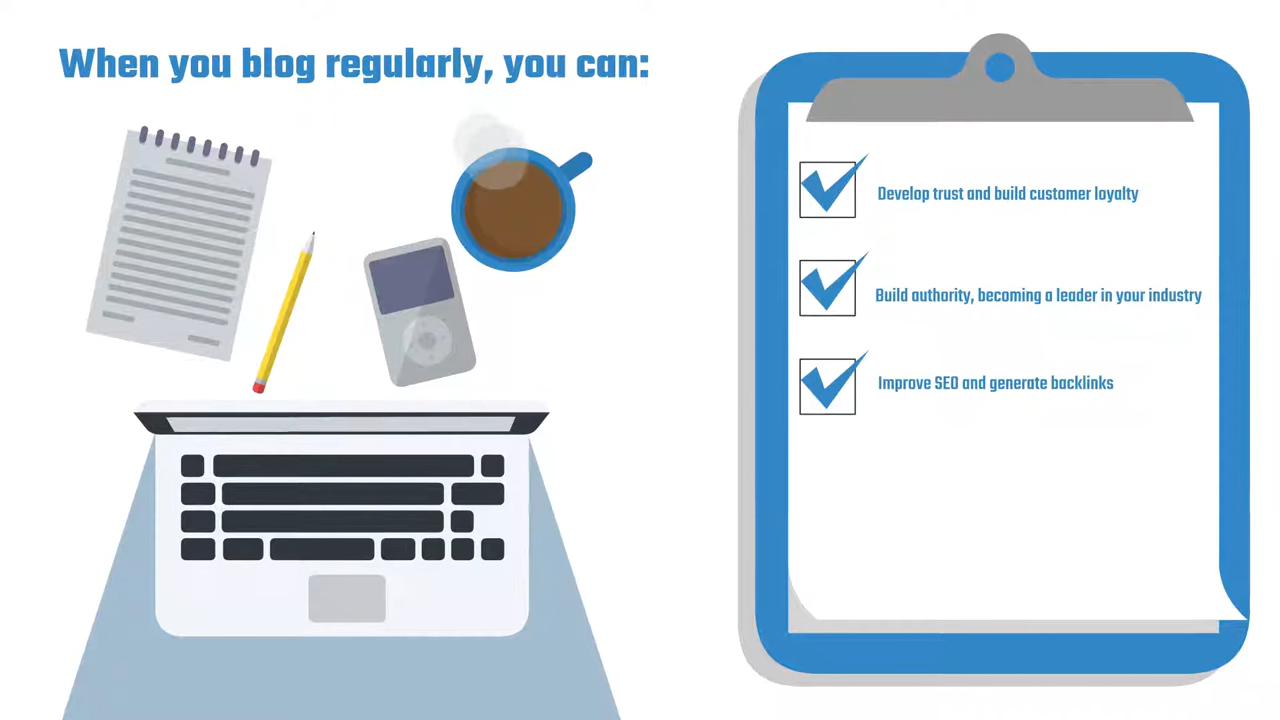 When you blog regularly, you can:
Develop trust and build customer loyalty
Build authority, becoming a leader in your industry
Improve SEO and generate backlinks